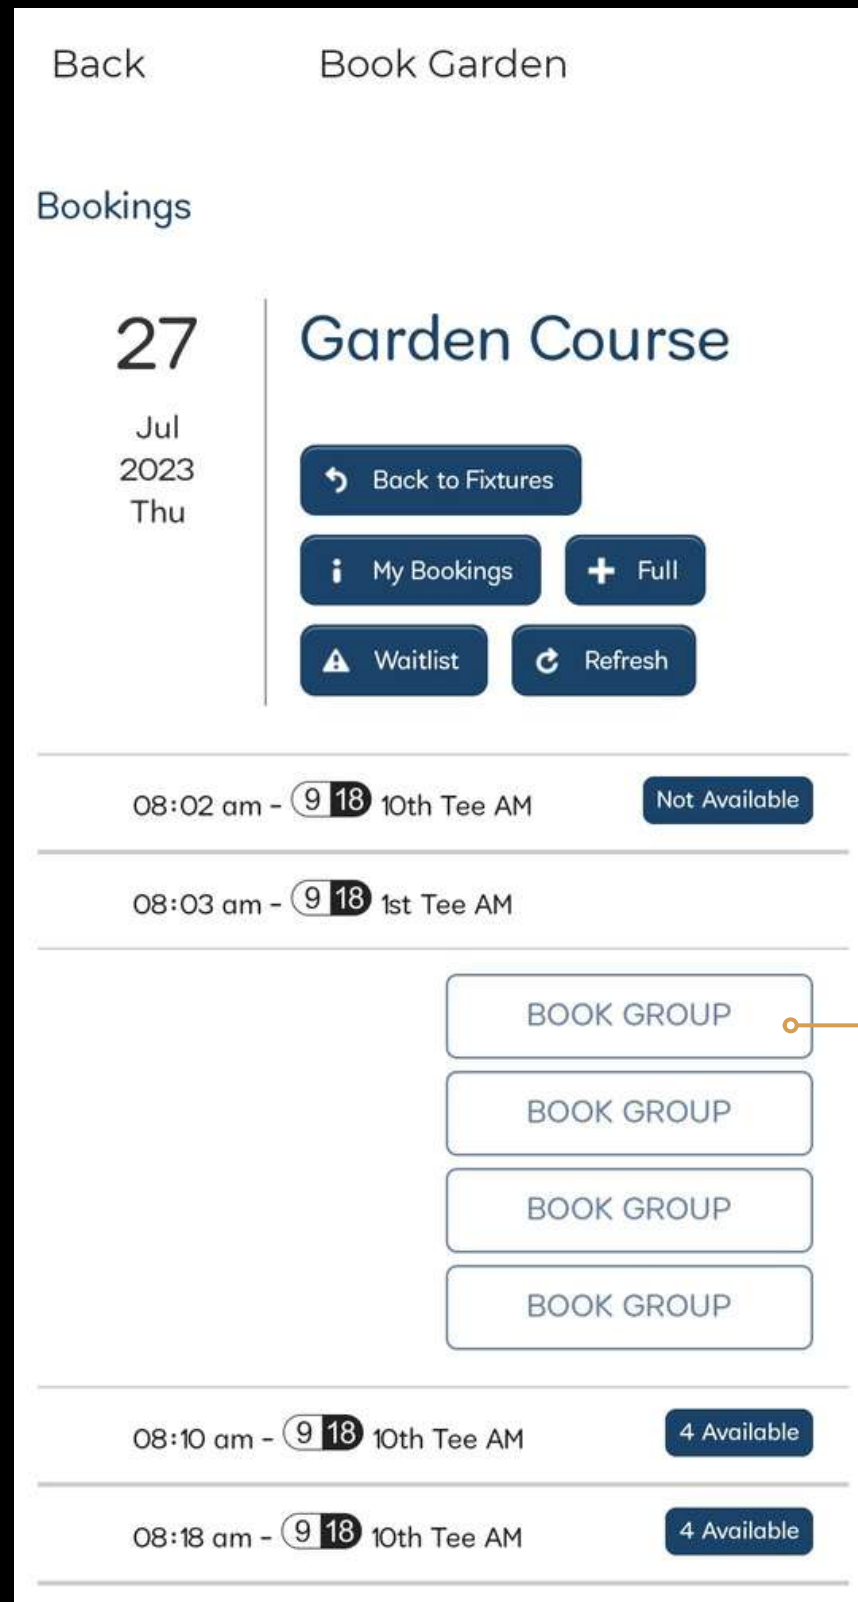 Back Book Garden
Bookings
27
Jul
2023
Thu
Garden Course
Back to Fixtures
My Bookings + Full
Waitlist Refresh
08:02 am - 9 18 10th Tee AM Not Available
08:03 am - 9 18 1st Tee AM
BOOK GROUP
BOOK GROUP
BOOK GROUP
BOOK GROUP
08:10 am - 9 18 10th Tee AM 4 Available
08:18 am - 9 18 10th Tee AM 4 Available